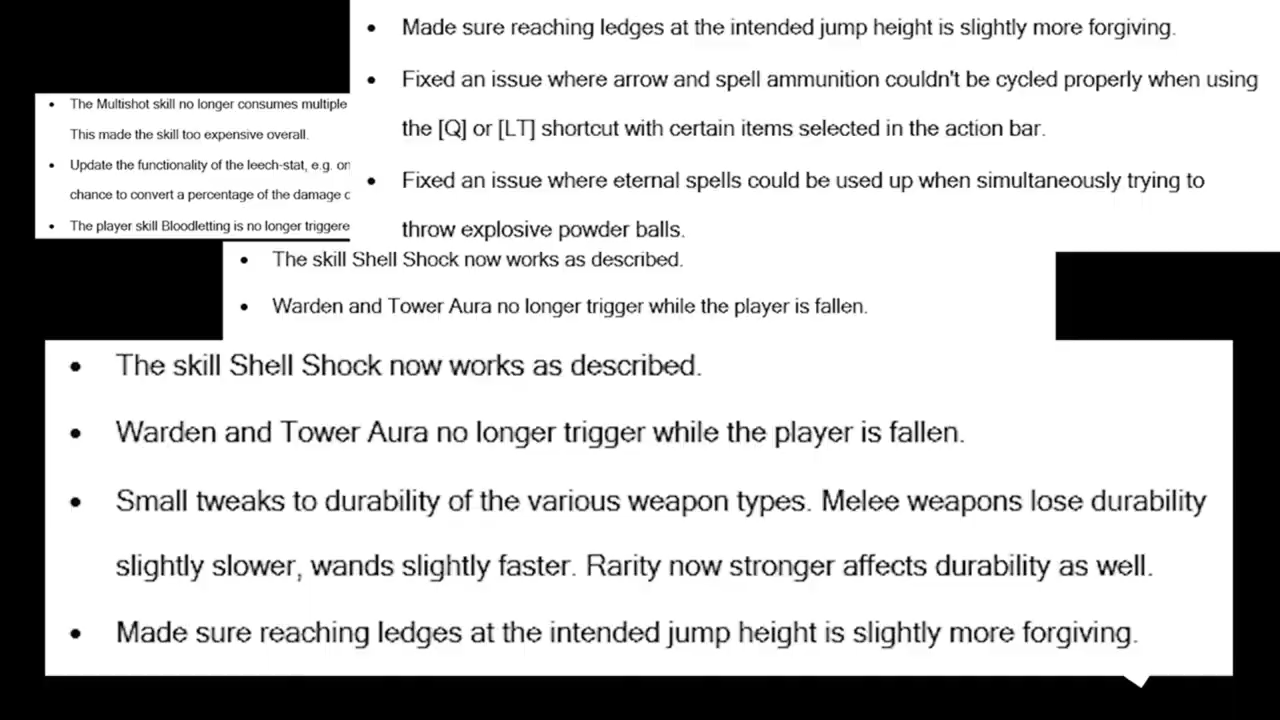 • Made sure reaching ledges at the intended jump height is slightly more forgiving.
• Fixed an issue where arrow and spell ammunition couldn't be cycled properly when using
the [Q] or [LT] shortcut with certain items selected in the action bar.
• Fixed an issue where eternal spells could be used up when simultaneously trying to
throw explosive powder balls.
• The Multishot skill no longer consumes multiple
This made the skill too expensive overall.
• Update the functionality of the leech-stat, e.g. on
chance to convert a percentage of the damage
• The player skill Bloodletting is no longer triggere
• The skill Shell Shock now works as described.
• Warden and Tower Aura no longer trigger while the player is fallen.
• The skill Shell Shock now works as described.
• Warden and Tower Aura no longer trigger while the player is fallen.
• Small tweaks to durability of the various weapon types. Melee weapons lose durability
slightly slower, wands slightly faster. Rarity now stronger affects durability as well.
• Made sure reaching ledges at the intended jump height is slightly more forgiving.